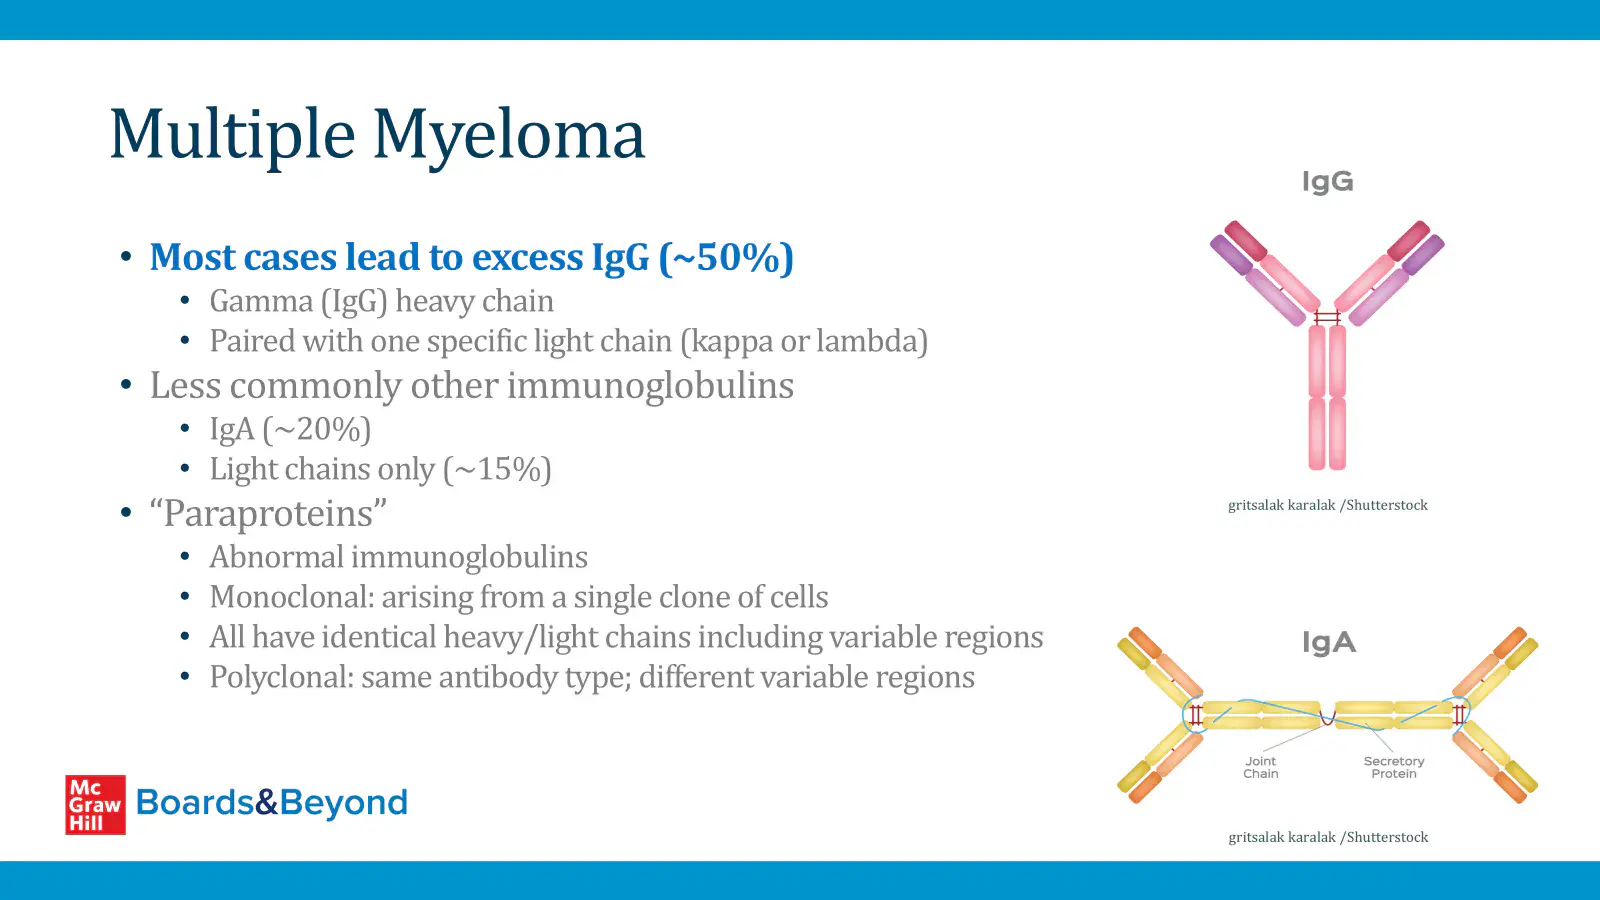 Multiple Myeloma
• Most cases lead to excess IgG (~50%)
• Gamma (IgG) heavy chain
• Paired with one specific light chain (kappa or lambda)
• Less commonly other immunoglobulins
• IgA (~20%)
• Light chains only (~15%)
• “Paraproteins”
• Abnormal immunoglobulins
• Monoclonal: arising from a single clone of cells
• All have identical heavy/light chains including variable regions
• Polyclonal: same antibody type; different variable regions
IgG
gritsalak karalak /Shutterstock
IgA
Joint
Chain
Secretory
Protein
gritsalak karalak /Shutterstock
Mc
Graw
Hill
Boards&Beyond